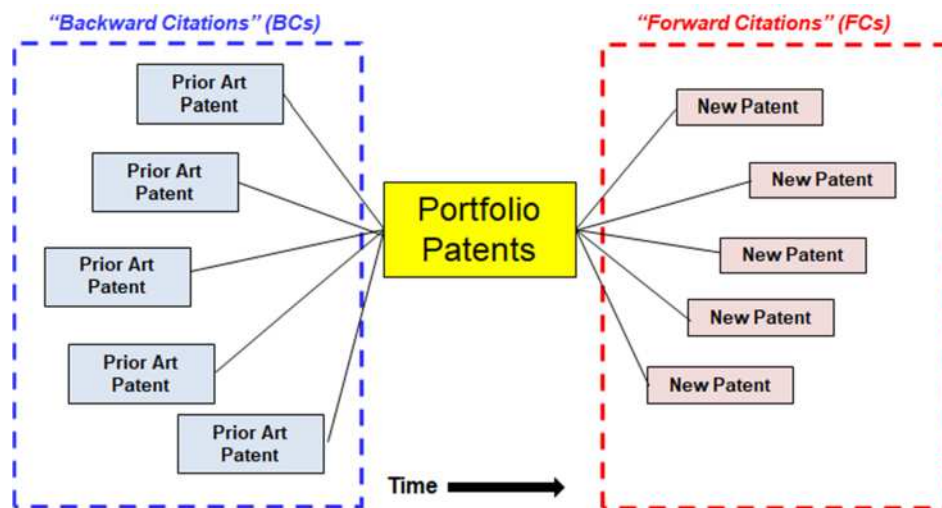 “Backward Citations” (BCs)
“Forward Citations” (FCs)
Prior Art
Patent
Prior Art
Patent
Prior Art
Patent
Prior Art
Patent
Prior Art
Patent
Portfolio
Patents
New Patent
New Patent
New Patent
New Patent
New Patent
Time